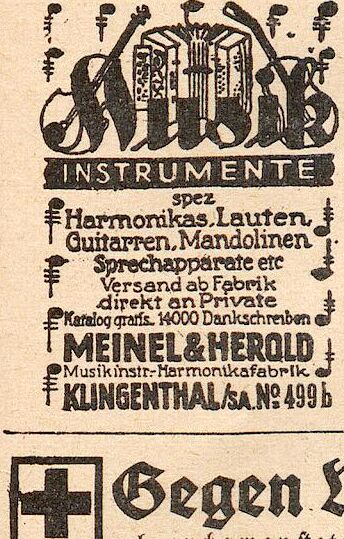 Musik
INSTRUMENTE
spez
Harmonikas, Lauten,
Guitarren, Mandolinen
Sprechapparate etc
Versand ab Fabrik
direkt an Private
Katalog gratis. 14000 Dankschreiben
MEINEL & HEROLD
Musikinstr.-Harmonikafabrik
KLINGENTHAL/SA. No 499 b
Gegen